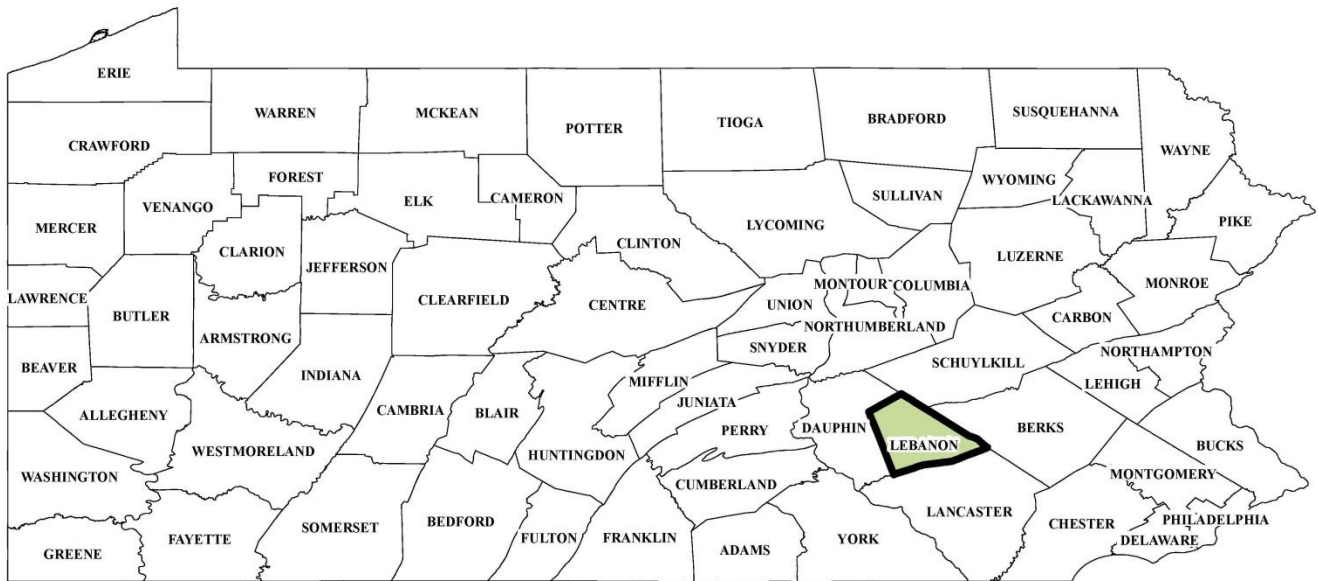 ERIE
WARREN
MCKEAN
POTTER
TIOGA
BRADFORD
SUSQUEHANNA
CRAWFORD
WAYNE
FOREST
WYOMING
CAMERON
SULLIVAN
LACKAWANNA
ELK
VENANGO
PIKE
MERCER
LYCOMING
CLINTON
CLARION
LUZERNE
JEFFERSON
MONROE
MONTOUR
COLUMBIA
LAWRENCE
CLEARFIELD
CENTRE
UNION
BUTLER
CARBON
NORTHUMBERLAND
ARMSTRONG
SNYDER
NORTHAMPTON
SCHUYLKILL
BEAVER
INDIANA
MIFFLIN
LEHIGH
JUNIATA
ALLEGHENY
CAMBRIA
BLAIR
PERRY
DAUPHIN
BERKS
LEBANON
BUCKS
WESTMORELAND
HUNTINGDON
MONTGOMERY
WASHINGTON
CUMBERLAND
LANCASTER
PHILADELPHIA
CHESTER
SOMERSET
BEDFORD
FULTON
FRANKLIN
YORK
DELAWARE
FAYETTE
ADAMS
GREENE